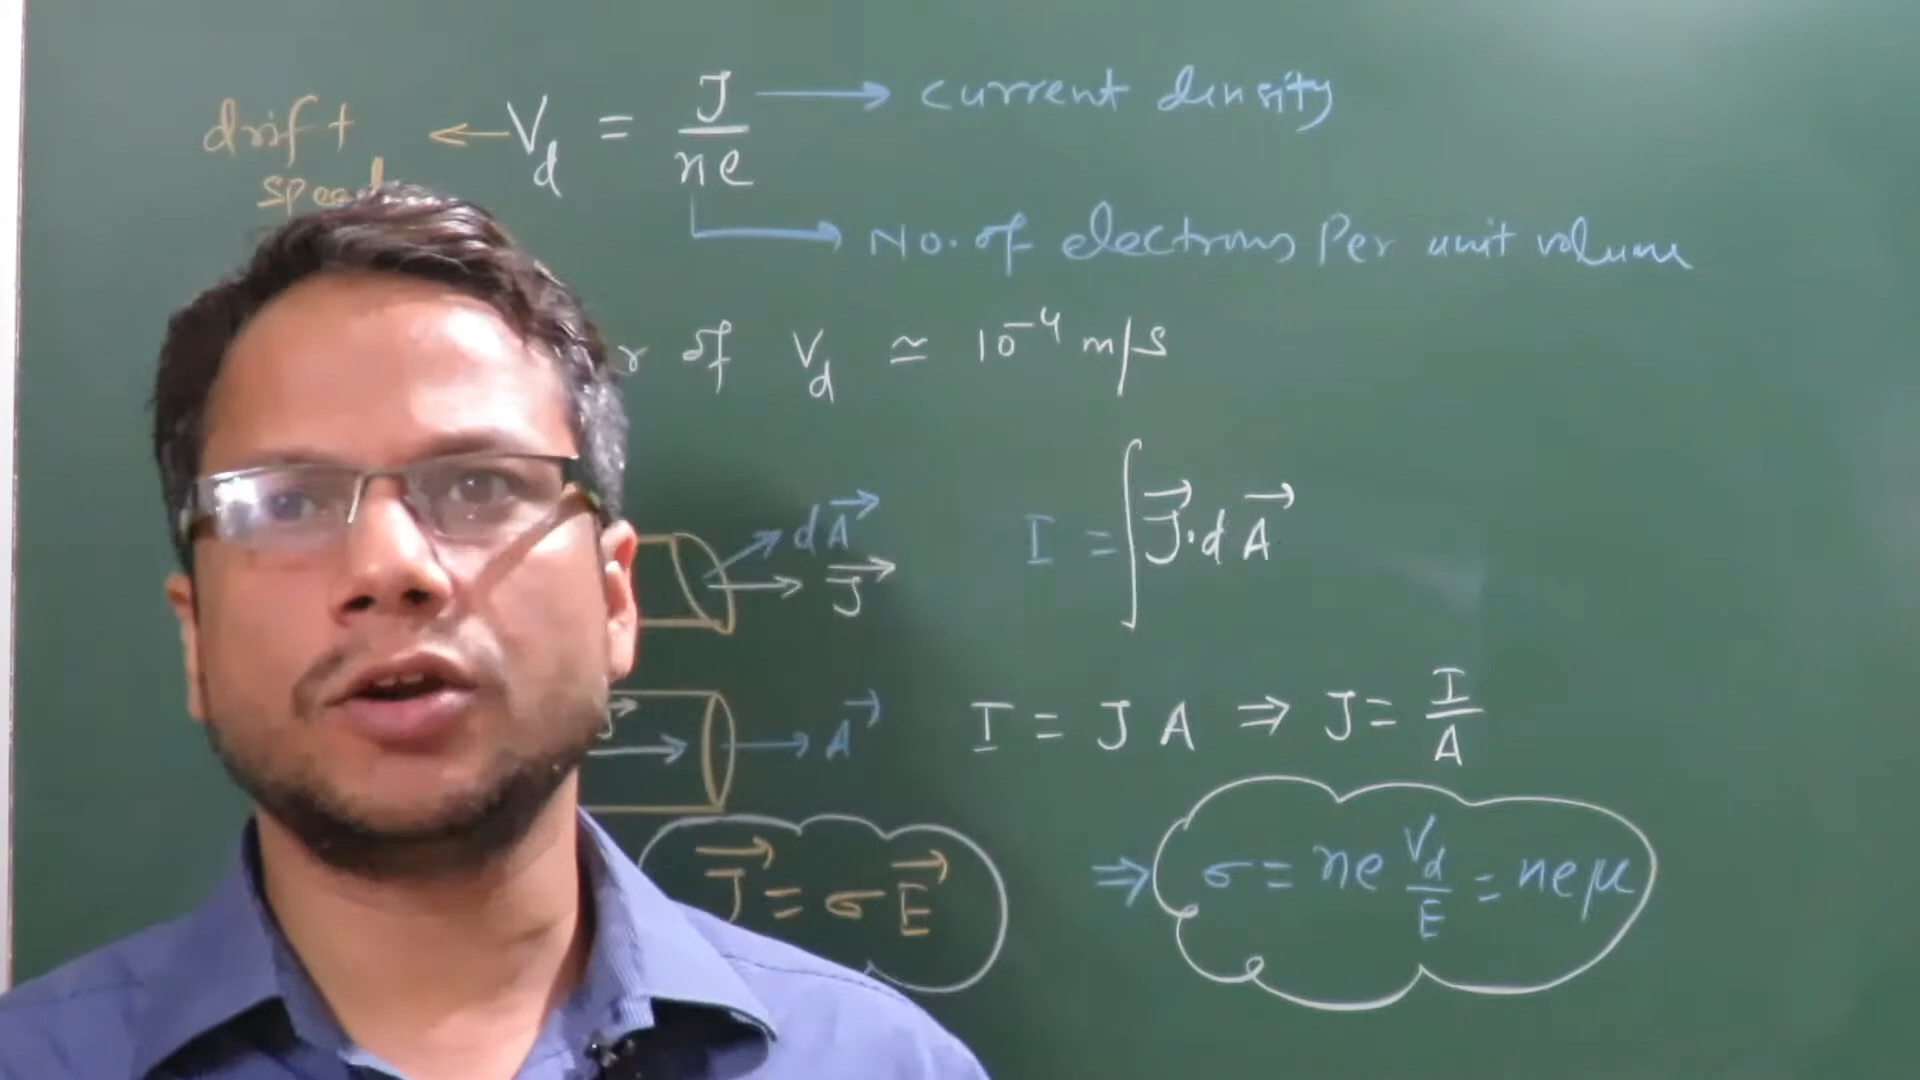 drift ← V_d = J/ne → current density
speed
→ No. of electrons Per unit volume
of V_d ≃ 10⁻⁴ m/s
dA⃗
J⃗
I = ∫ J⃗·dA⃗
A⃗
I = J A ⇒ J = I/A
J⃗ = σE⃗
⇒ σ = ne V_d/E = neμ